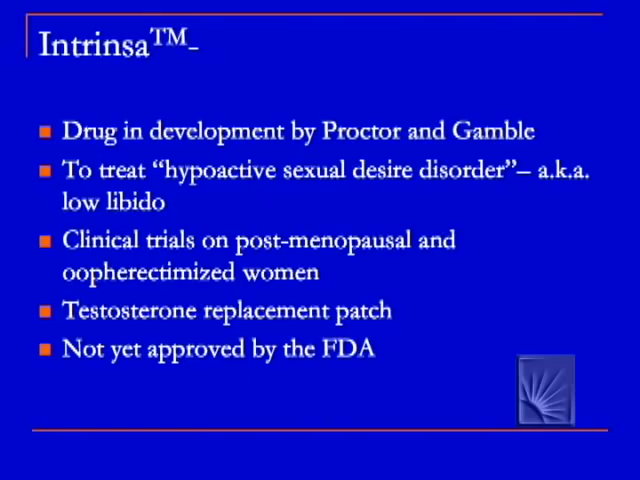 Intrinsa™-
Drug in development by Proctor and Gamble
To treat “hypoactive sexual desire disorder”– a.k.a.
low libido
Clinical trials on post-menopausal and
oopherectimized women
Testosterone replacement patch
Not yet approved by the FDA